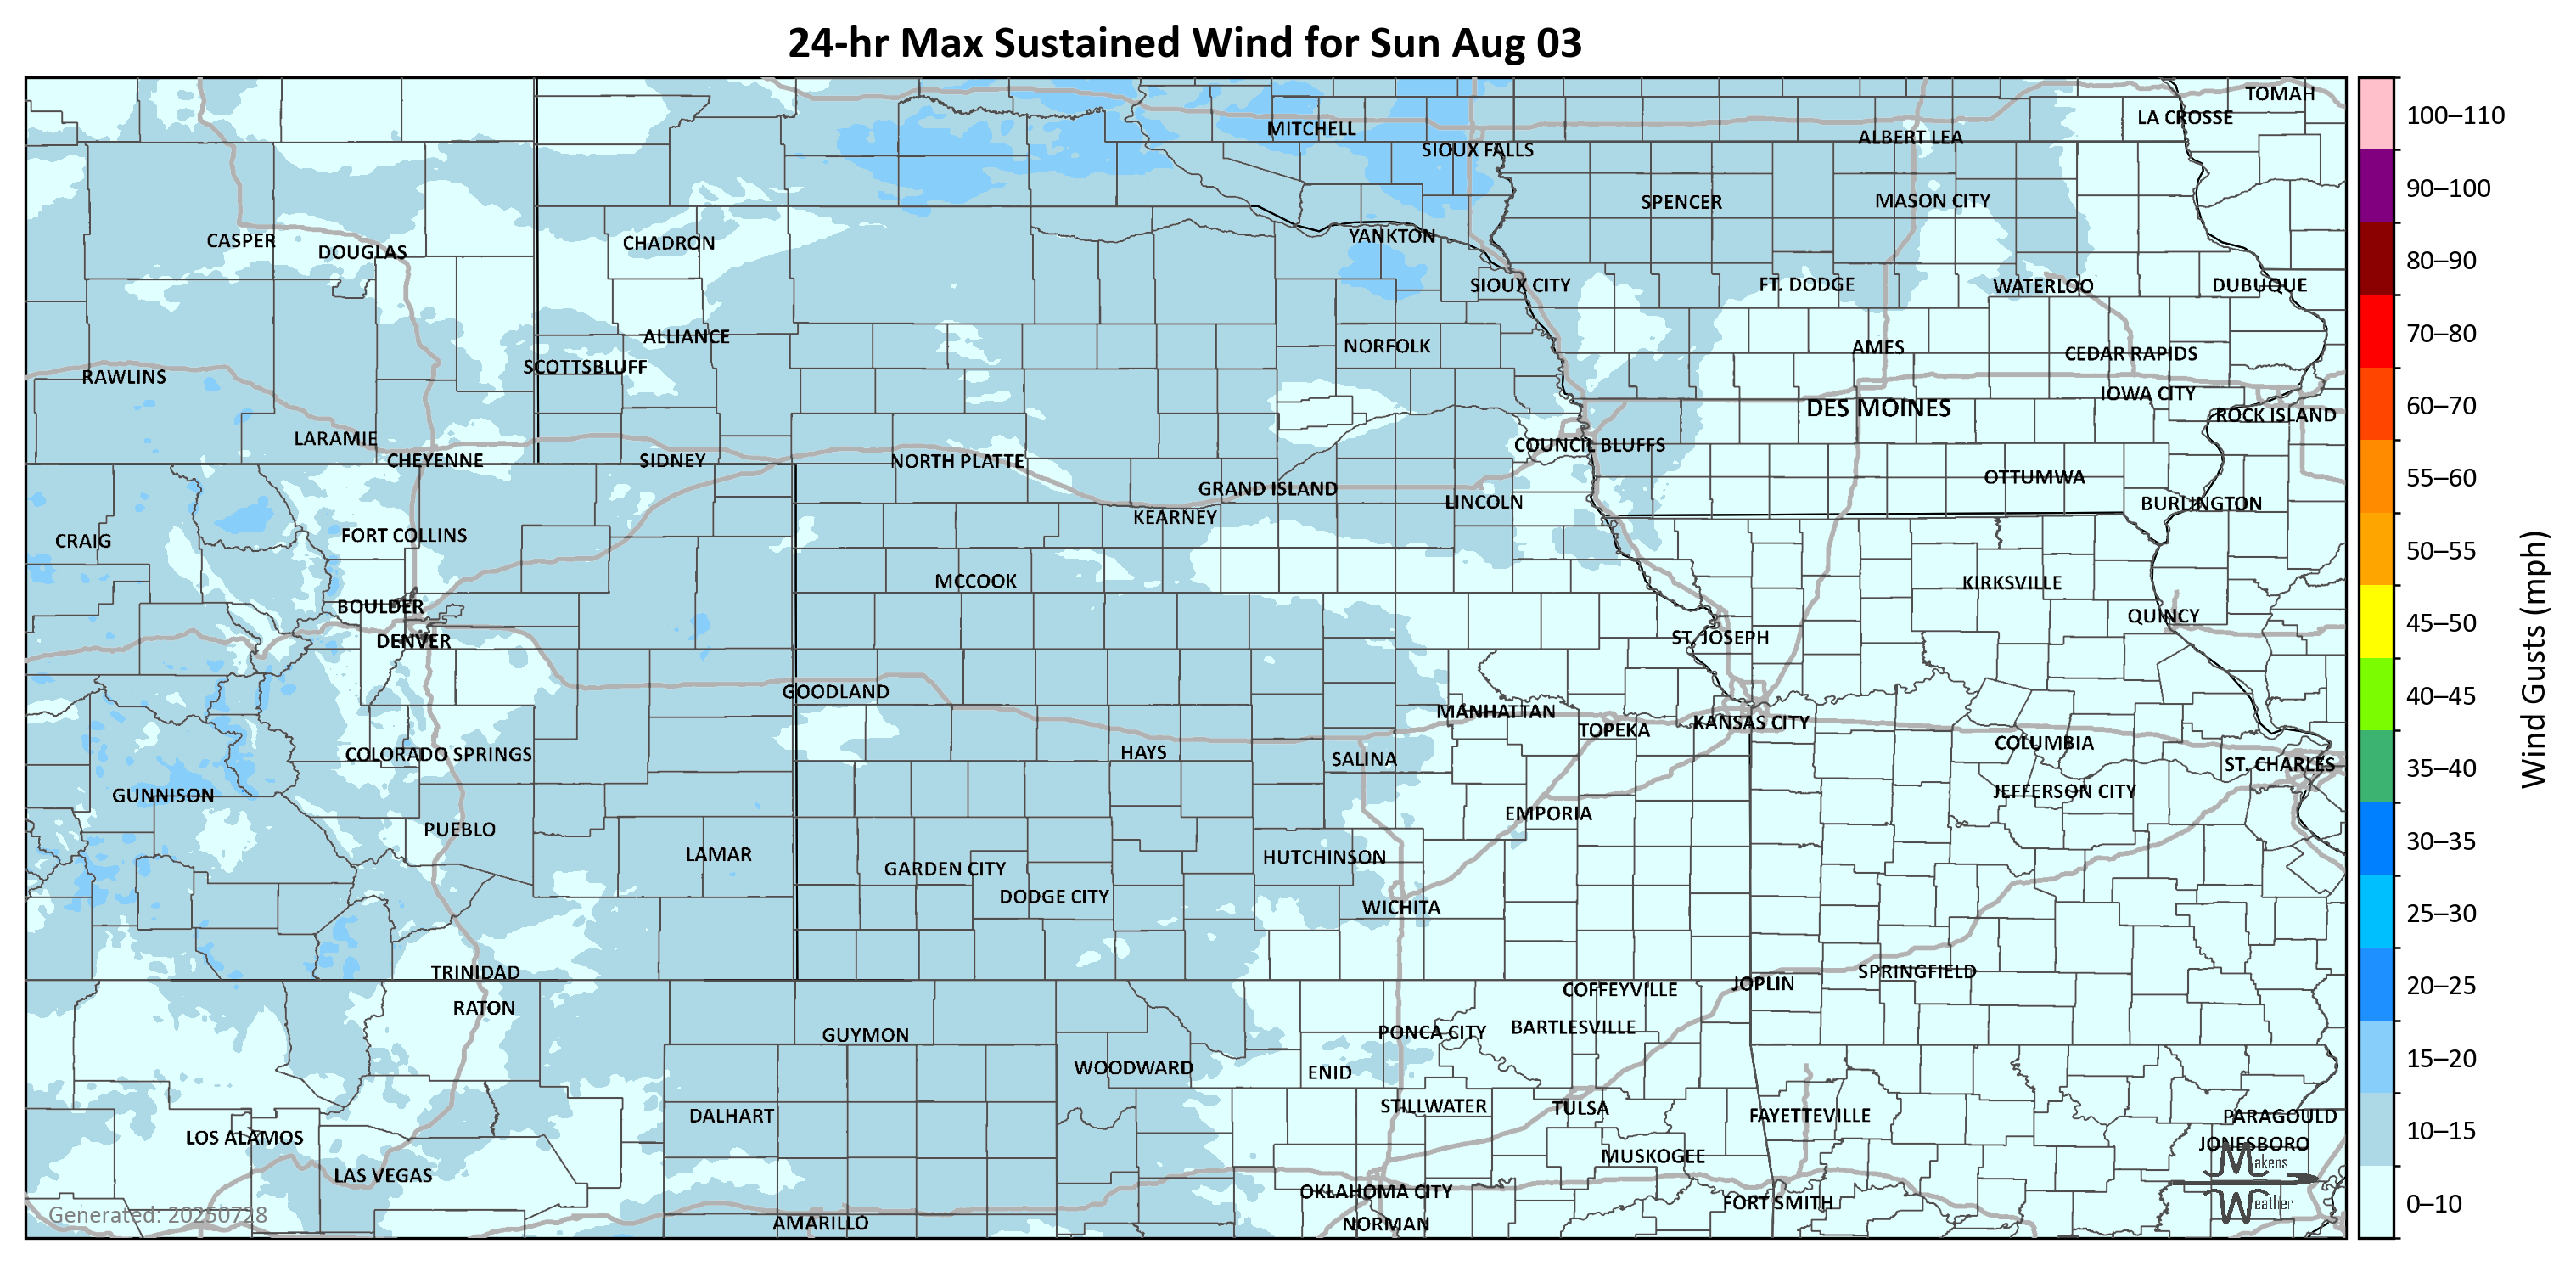 24-hr Max Sustained Wind for Sun Aug 03
TOMAH
LA CROSSE
MITCHELL
ALBERT LEA
SIOUX FALLS
SPENCER
MASON CITY
YANKTON
CASPER
CHADRON
DOUGLAS
SIOUX CITY
FT. DODGE
WATERLOO
DUBUQUE
ALLIANCE
NORFOLK
AMES
CEDAR RAPIDS
SCOTTSBLUFF
RAWLINS
IOWA CITY
DES MOINES
ROCK ISLAND
LARAMIE
COUNCIL BLUFFS
CHEYENNE
SIDNEY
NORTH PLATTE
OTTUMWA
GRAND ISLAND
LINCOLN
BURLINGTON
KEARNEY
FORT COLLINS
CRAIG
MCCOOK
KIRKSVILLE
BOULDER
QUINCY
DENVER
ST. JOSEPH
GOODLAND
MANHATTAN
TOPEKA
KANSAS CITY
COLUMBIA
COLORADO SPRINGS
HAYS
SALINA
ST. CHARLES
GUNNISON
JEFFERSON CITY
EMPORIA
PUEBLO
LAMAR
HUTCHINSON
GARDEN CITY
DODGE CITY
WICHITA
TRINIDAD
SPRINGFIELD
JOPLIN
COFFEYVILLE
RATON
GUYMON
PONCA CITY
BARTLESVILLE
WOODWARD
ENID
STILLWATER
TULSA
DALHART
FAYETTEVILLE
PARAGOULD
LOS ALAMOS
JONESBORO
MUSKOGEE
LAS VEGAS
OKLAHOMA CITY
FORT SMITH
AMARILLO
NORMAN
Makens
Weather
Generated: 20250728
100–110
90–100
80–90
70–80
60–70
55–60
50–55
45–50
40–45
35–40
30–35
25–30
20–25
15–20
10–15
0–10
Wind Gusts (mph)